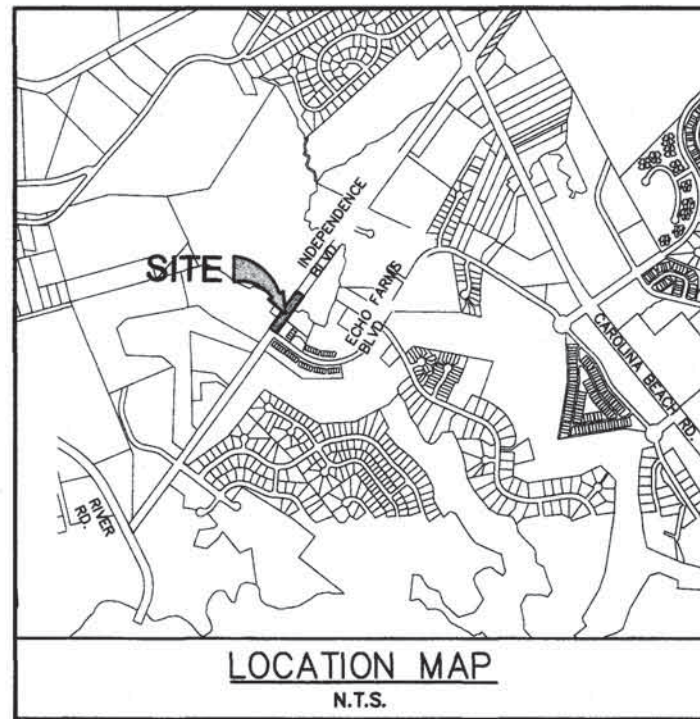 INDEPENDENCE
BLVD.
SITE
ECHO FARMS
BLVD.
CAROLINA BEACH RD.
RIVER
RD.
LOCATION MAP
N.T.S.